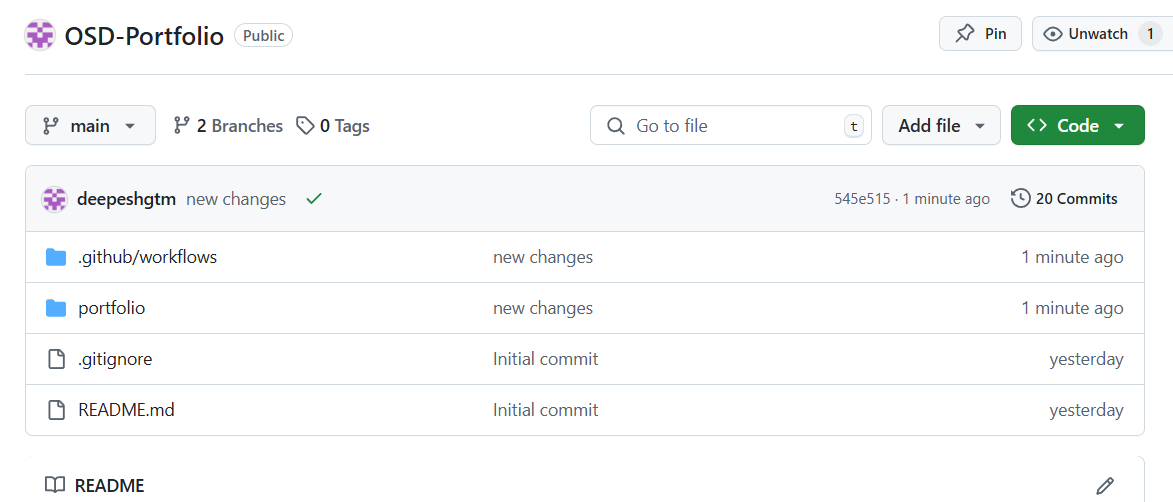 OSD-Portfolio Public Pin Unwatch 1
main 2 Branches 0 Tags Go to file t Add file Code
deepeshgtm new changes 545e515 · 1 minute ago 20 Commits
.github/workflows new changes 1 minute ago
portfolio new changes 1 minute ago
.gitignore Initial commit yesterday
README.md Initial commit yesterday
README